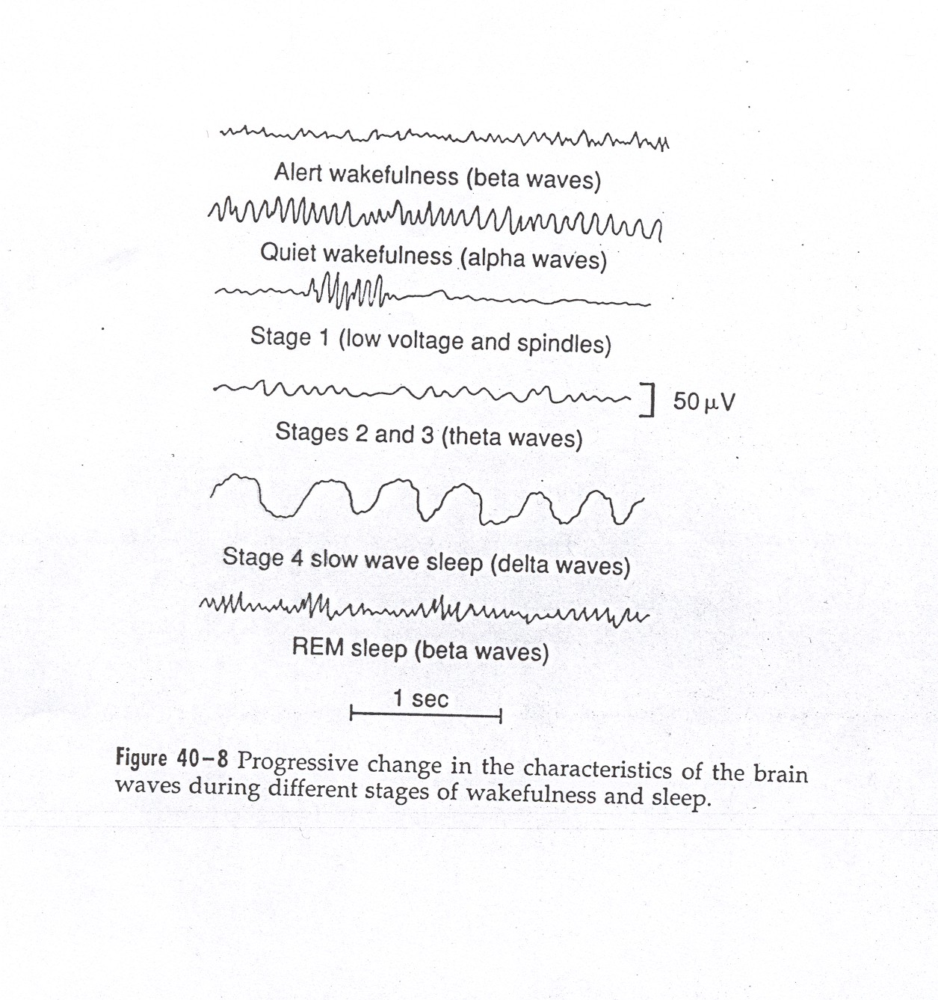 Alert wakefulness (beta waves)
Quiet wakefulness (alpha waves)
Stage 1 (low voltage and spindles)
50 μV
Stages 2 and 3 (theta waves)
Stage 4 slow wave sleep (delta waves)
REM sleep (beta waves)
1 sec
Figure 40–8 Progressive change in the characteristics of the brain
waves during different stages of wakefulness and sleep.